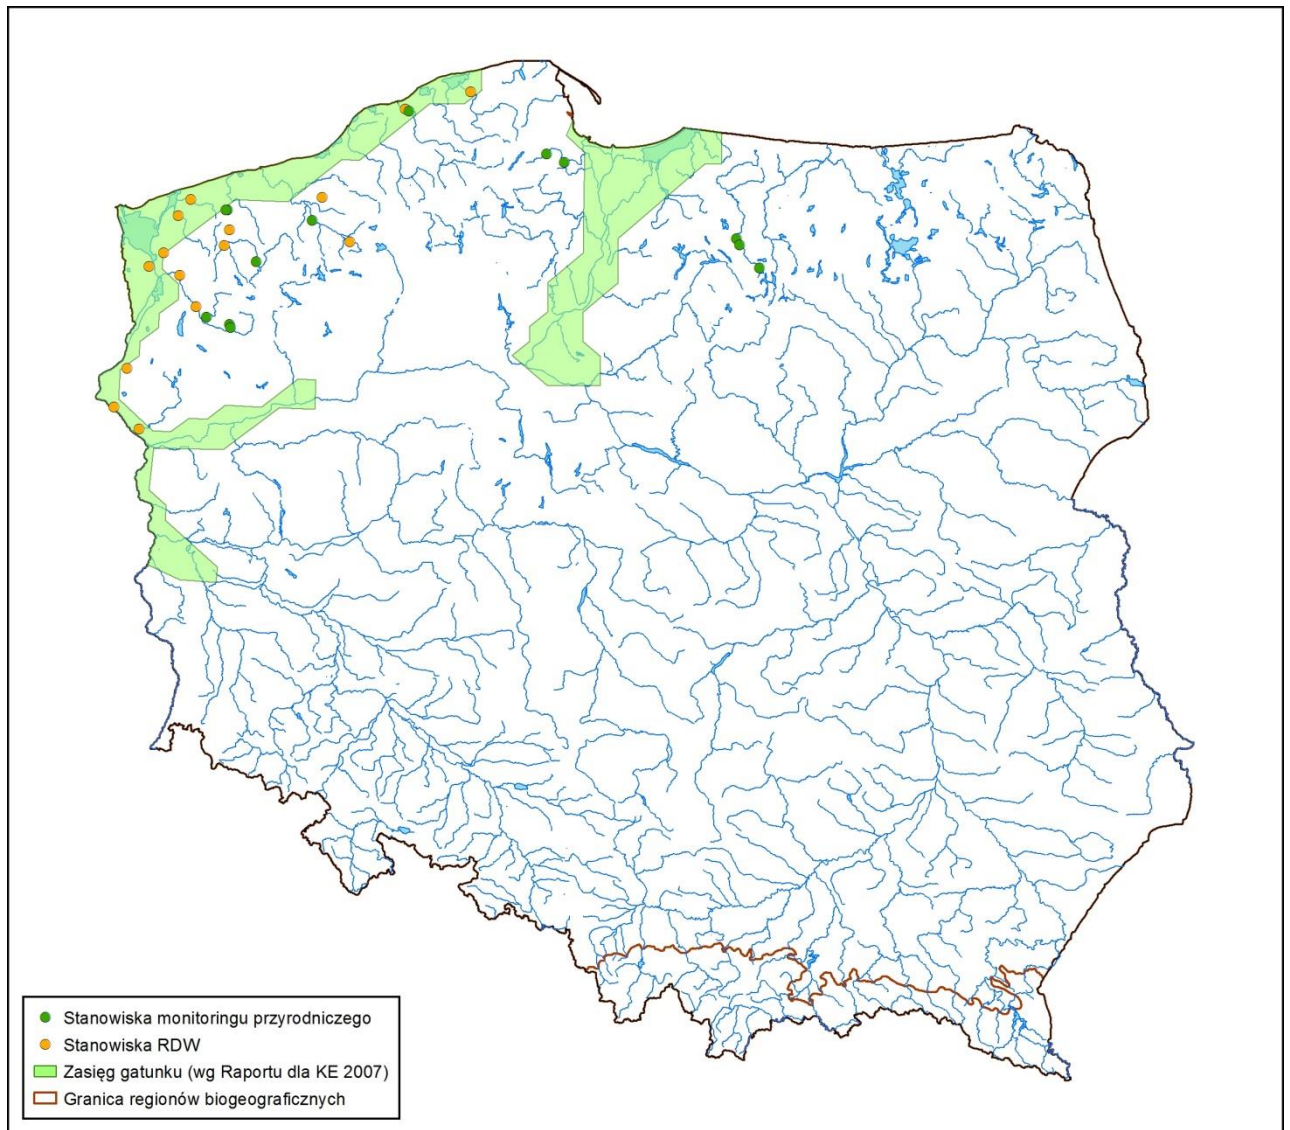 Stanowiska monitoringu przyrodniczego
Stanowiska RDW
Zasięg gatunku (wg Raportu dla KE 2007)
Granica regionów biogeograficznych